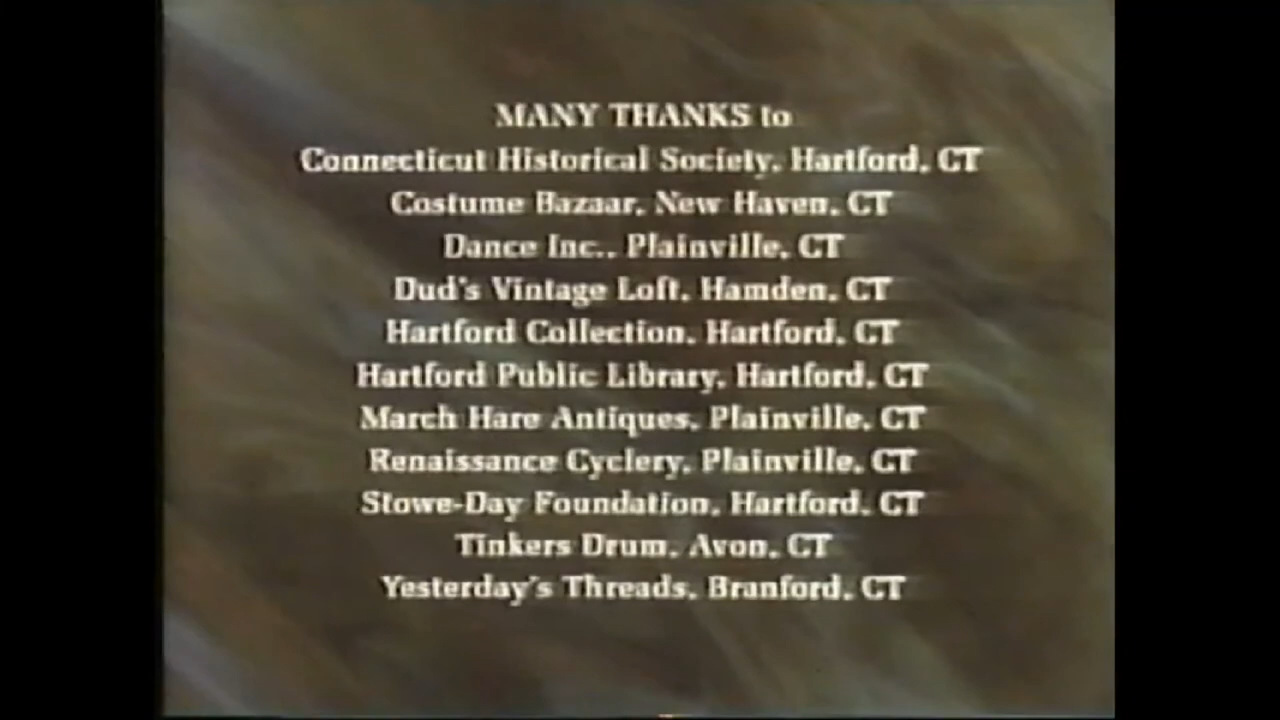 MANY THANKS to
Connecticut Historical Society, Hartford, CT
Costume Bazaar, New Haven, CT
Dance Inc., Plainville, CT
Dud's Vintage Loft, Hamden, CT
Hartford Collection, Hartford, CT
Hartford Public Library, Hartford, CT
March Hare Antiques, Plainville, CT
Renaissance Cyclery, Plainville, CT
Stowe-Day Foundation, Hartford, CT
Tinkers Drum, Avon, CT
Yesterday's Threads, Branford, CT